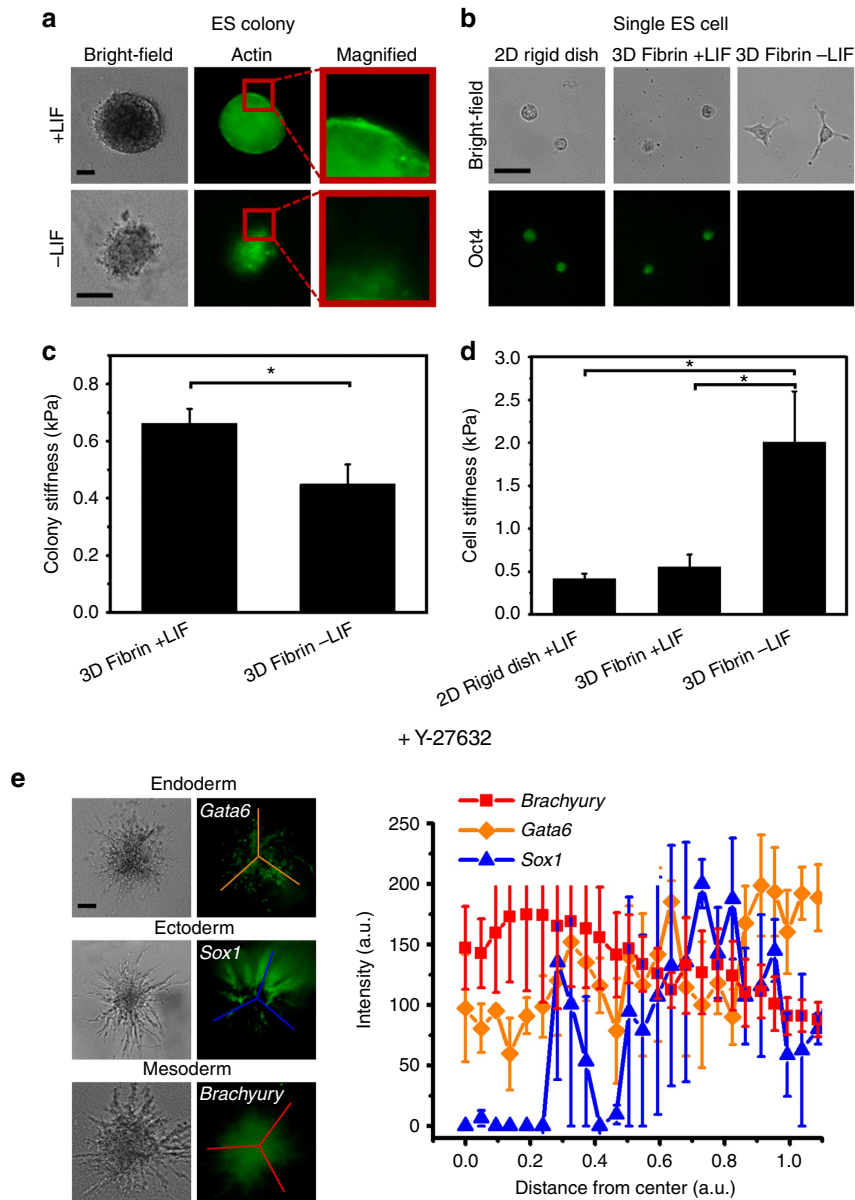 a
ES colony
Bright-field
Actin
Magnified
+LIF
–LIF
b
Single ES cell
2D rigid dish
3D Fibrin +LIF
3D Fibrin –LIF
Bright-field
Oct4
c
Colony stiffness (kPa)
0.8
0.6
0.4
0.2
0.0
*
3D Fibrin +LIF
3D Fibrin –LIF
d
Cell stiffness (kPa)
3.0
2.5
2.0
1.5
1.0
0.5
0.0
*
*
2D Rigid dish +LIF
3D Fibrin +LIF
3D Fibrin –LIF
+ Y-27632
e
Endoderm
Gata6
Ectoderm
Sox1
Mesoderm
Brachyury
Brachyury
Gata6
Sox1
Intensity (a.u.)
250
200
150
100
50
0
0.0 0.2 0.4 0.6 0.8 1.0
Distance from center (a.u.)